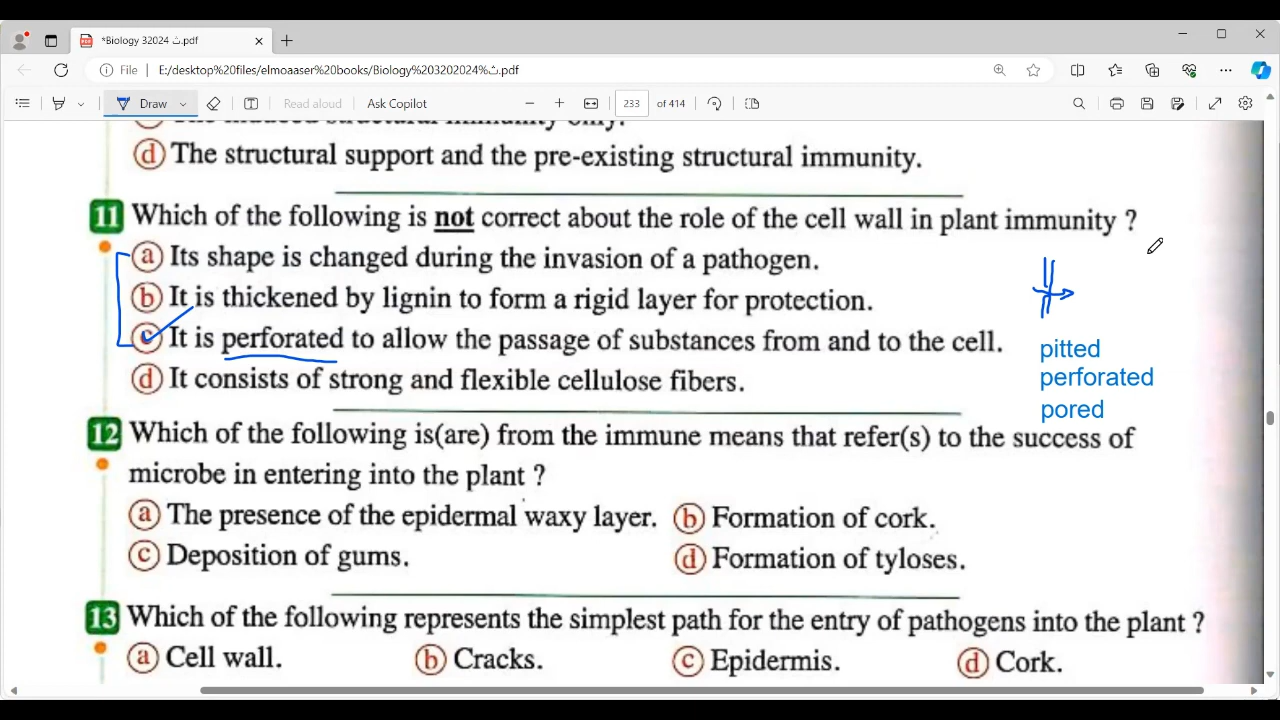 *Biology 32024 ث.pdf
File
E:/desktop%20files/elmoaaser%20books/Biology%203202024%ث.pdf
Draw
Read aloud
Ask Copilot
233
of 414
d The structural support and the pre-existing structural immunity.
11 Which of the following is not correct about the role of the cell wall in plant immunity ?
a Its shape is changed during the invasion of a pathogen.
b It is thickened by lignin to form a rigid layer for protection.
c It is perforated to allow the passage of substances from and to the cell.
d It consists of strong and flexible cellulose fibers.
pitted
perforated
pored
12 Which of the following is(are) from the immune means that refer(s) to the success of
microbe in entering into the plant ?
a The presence of the epidermal waxy layer. b Formation of cork.
c Deposition of gums. d Formation of tyloses.
13 Which of the following represents the simplest path for the entry of pathogens into the plant ?
a Cell wall. b Cracks. c Epidermis. d Cork.